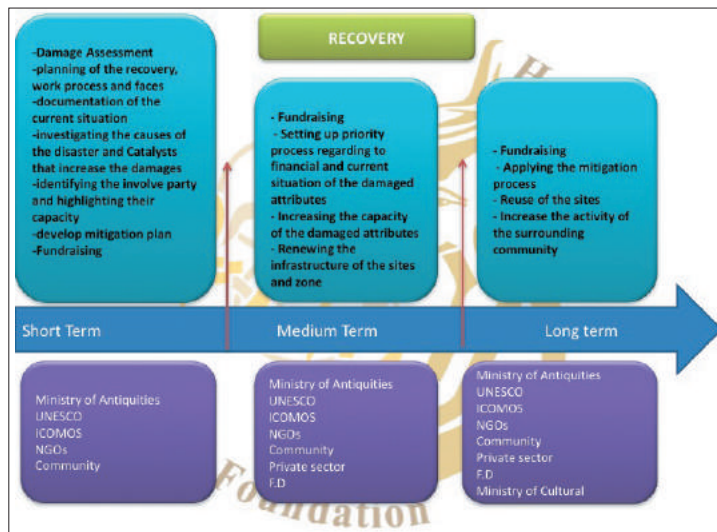 RECOVERY
-Damage Assessment
-planning of the recovery,
work process and faces
-documentation of the
current situation
-investigating the causes of
the disaster and Catalysts
that increase the damages
-identifying the involve party
and highlighting their
capacity
-develop mitigation plan
-Fundraising
- Fundraising
- Setting up priority
process regarding to
financial and current
situation of the damaged
attributes
- Increasing the capacity
of the damaged attributes
- Renewing the
infrastructure of the sites
and zone
- Fundraising
- Applying the mitigation
process
- Reuse of the sites
- Increase the activity of
the surrounding
community
Short Term
Medium Term
Long term
Ministry of Antiquities
UNESCO
ICOMOS
NGOs
Community
Ministry of Antiquities
UNESCO
ICOMOS
NGOs
Community
Private sector
F.D
Ministry of Antiquities
UNESCO
ICOMOS
NGOs
Community
Private sector
F.D
Ministry of Cultural
Foundation